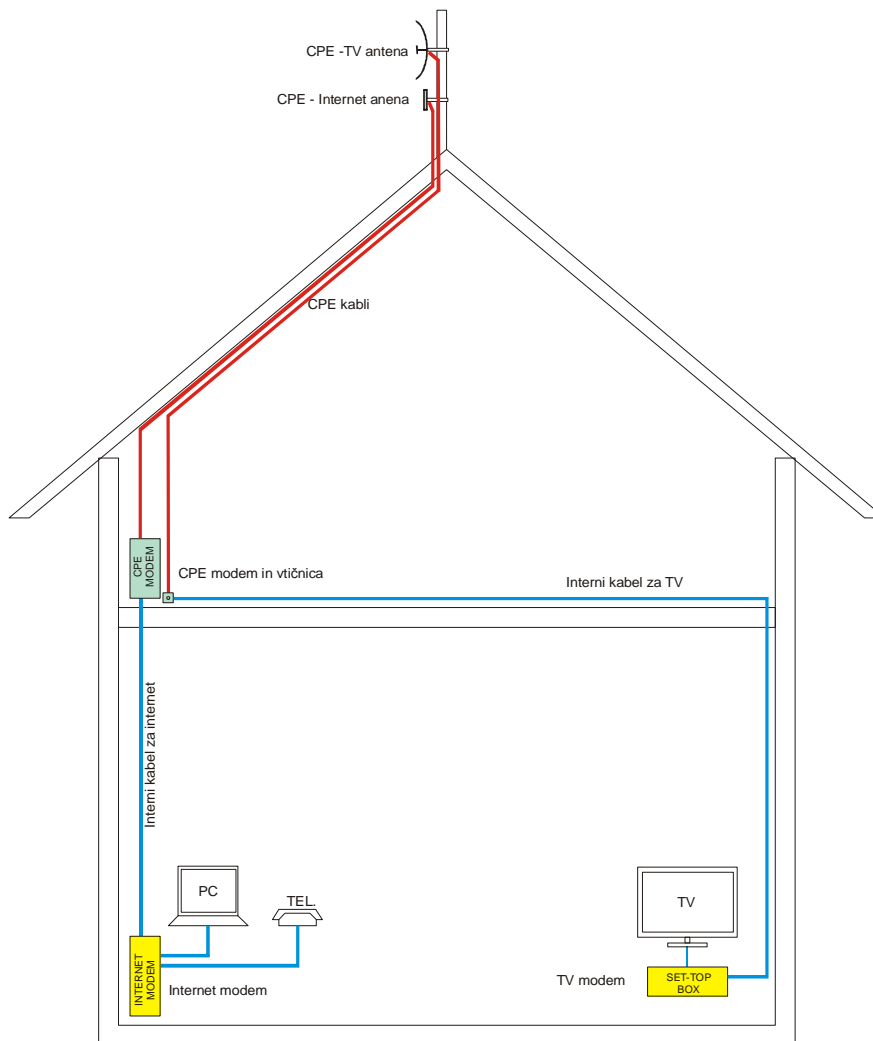 CPE -TV antena
CPE - Internet anena
CPE kabli
CPE
MODEM
CPE modem in vtičnica
Interni kabel za TV
Interni kabel za internet
PC
TEL.
TV
INTERNET
MODEM
Internet modem
TV modem
SET-TOP
BOX